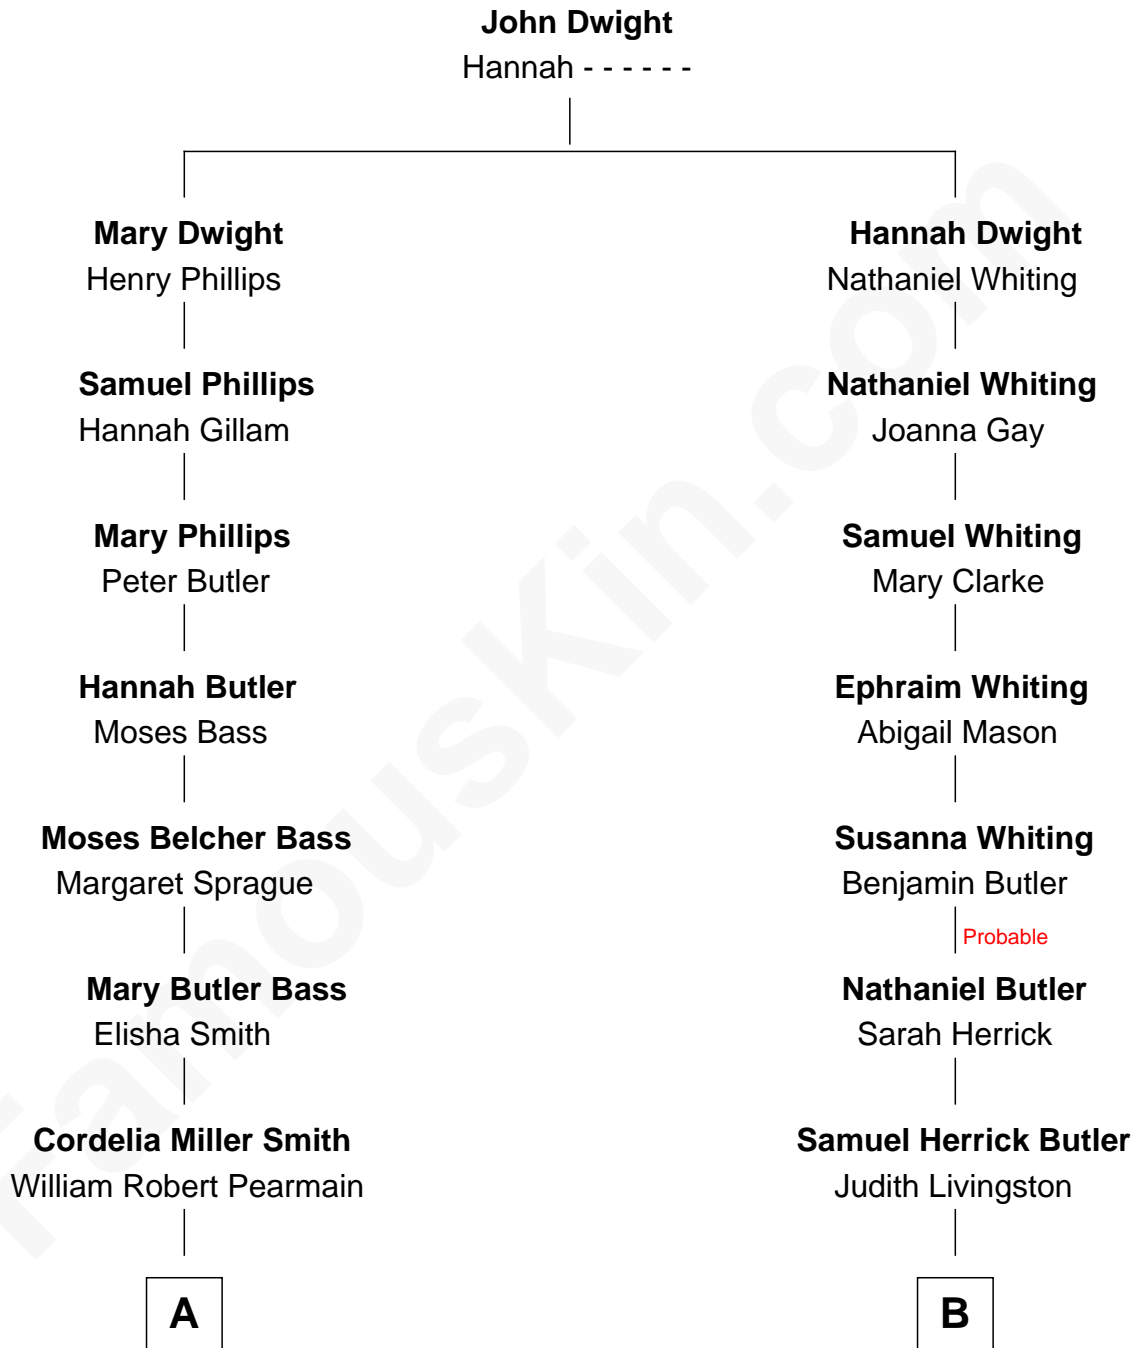 John Dwight
Hannah - - - - - -
Mary Dwight
Henry Phillips
Hannah Dwight
Nathaniel Whiting
Samuel Phillips
Hannah Gillam
Nathaniel Whiting
Joanna Gay
Mary Phillips
Peter Butler
Samuel Whiting
Mary Clarke
Hannah Butler
Moses Bass
Ephraim Whiting
Abigail Mason
Moses Belcher Bass
Margaret Sprague
Susanna Whiting
Benjamin Butler
Probable
Mary Butler Bass
Elisha Smith
Nathaniel Butler
Sarah Herrick
Cordelia Miller Smith
William Robert Pearmain
Samuel Herrick Butler
Judith Livingston
A
B
FamousKin.com